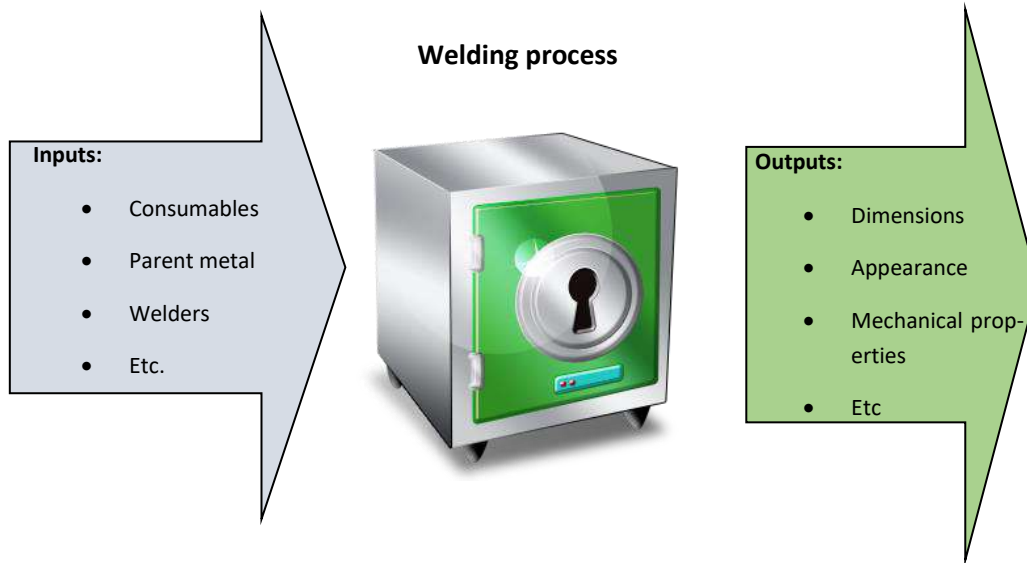 Welding process
Inputs:
• Consumables
• Parent metal
• Welders
• Etc.
Outputs:
• Dimensions
• Appearance
• Mechanical prop-
erties
• Etc